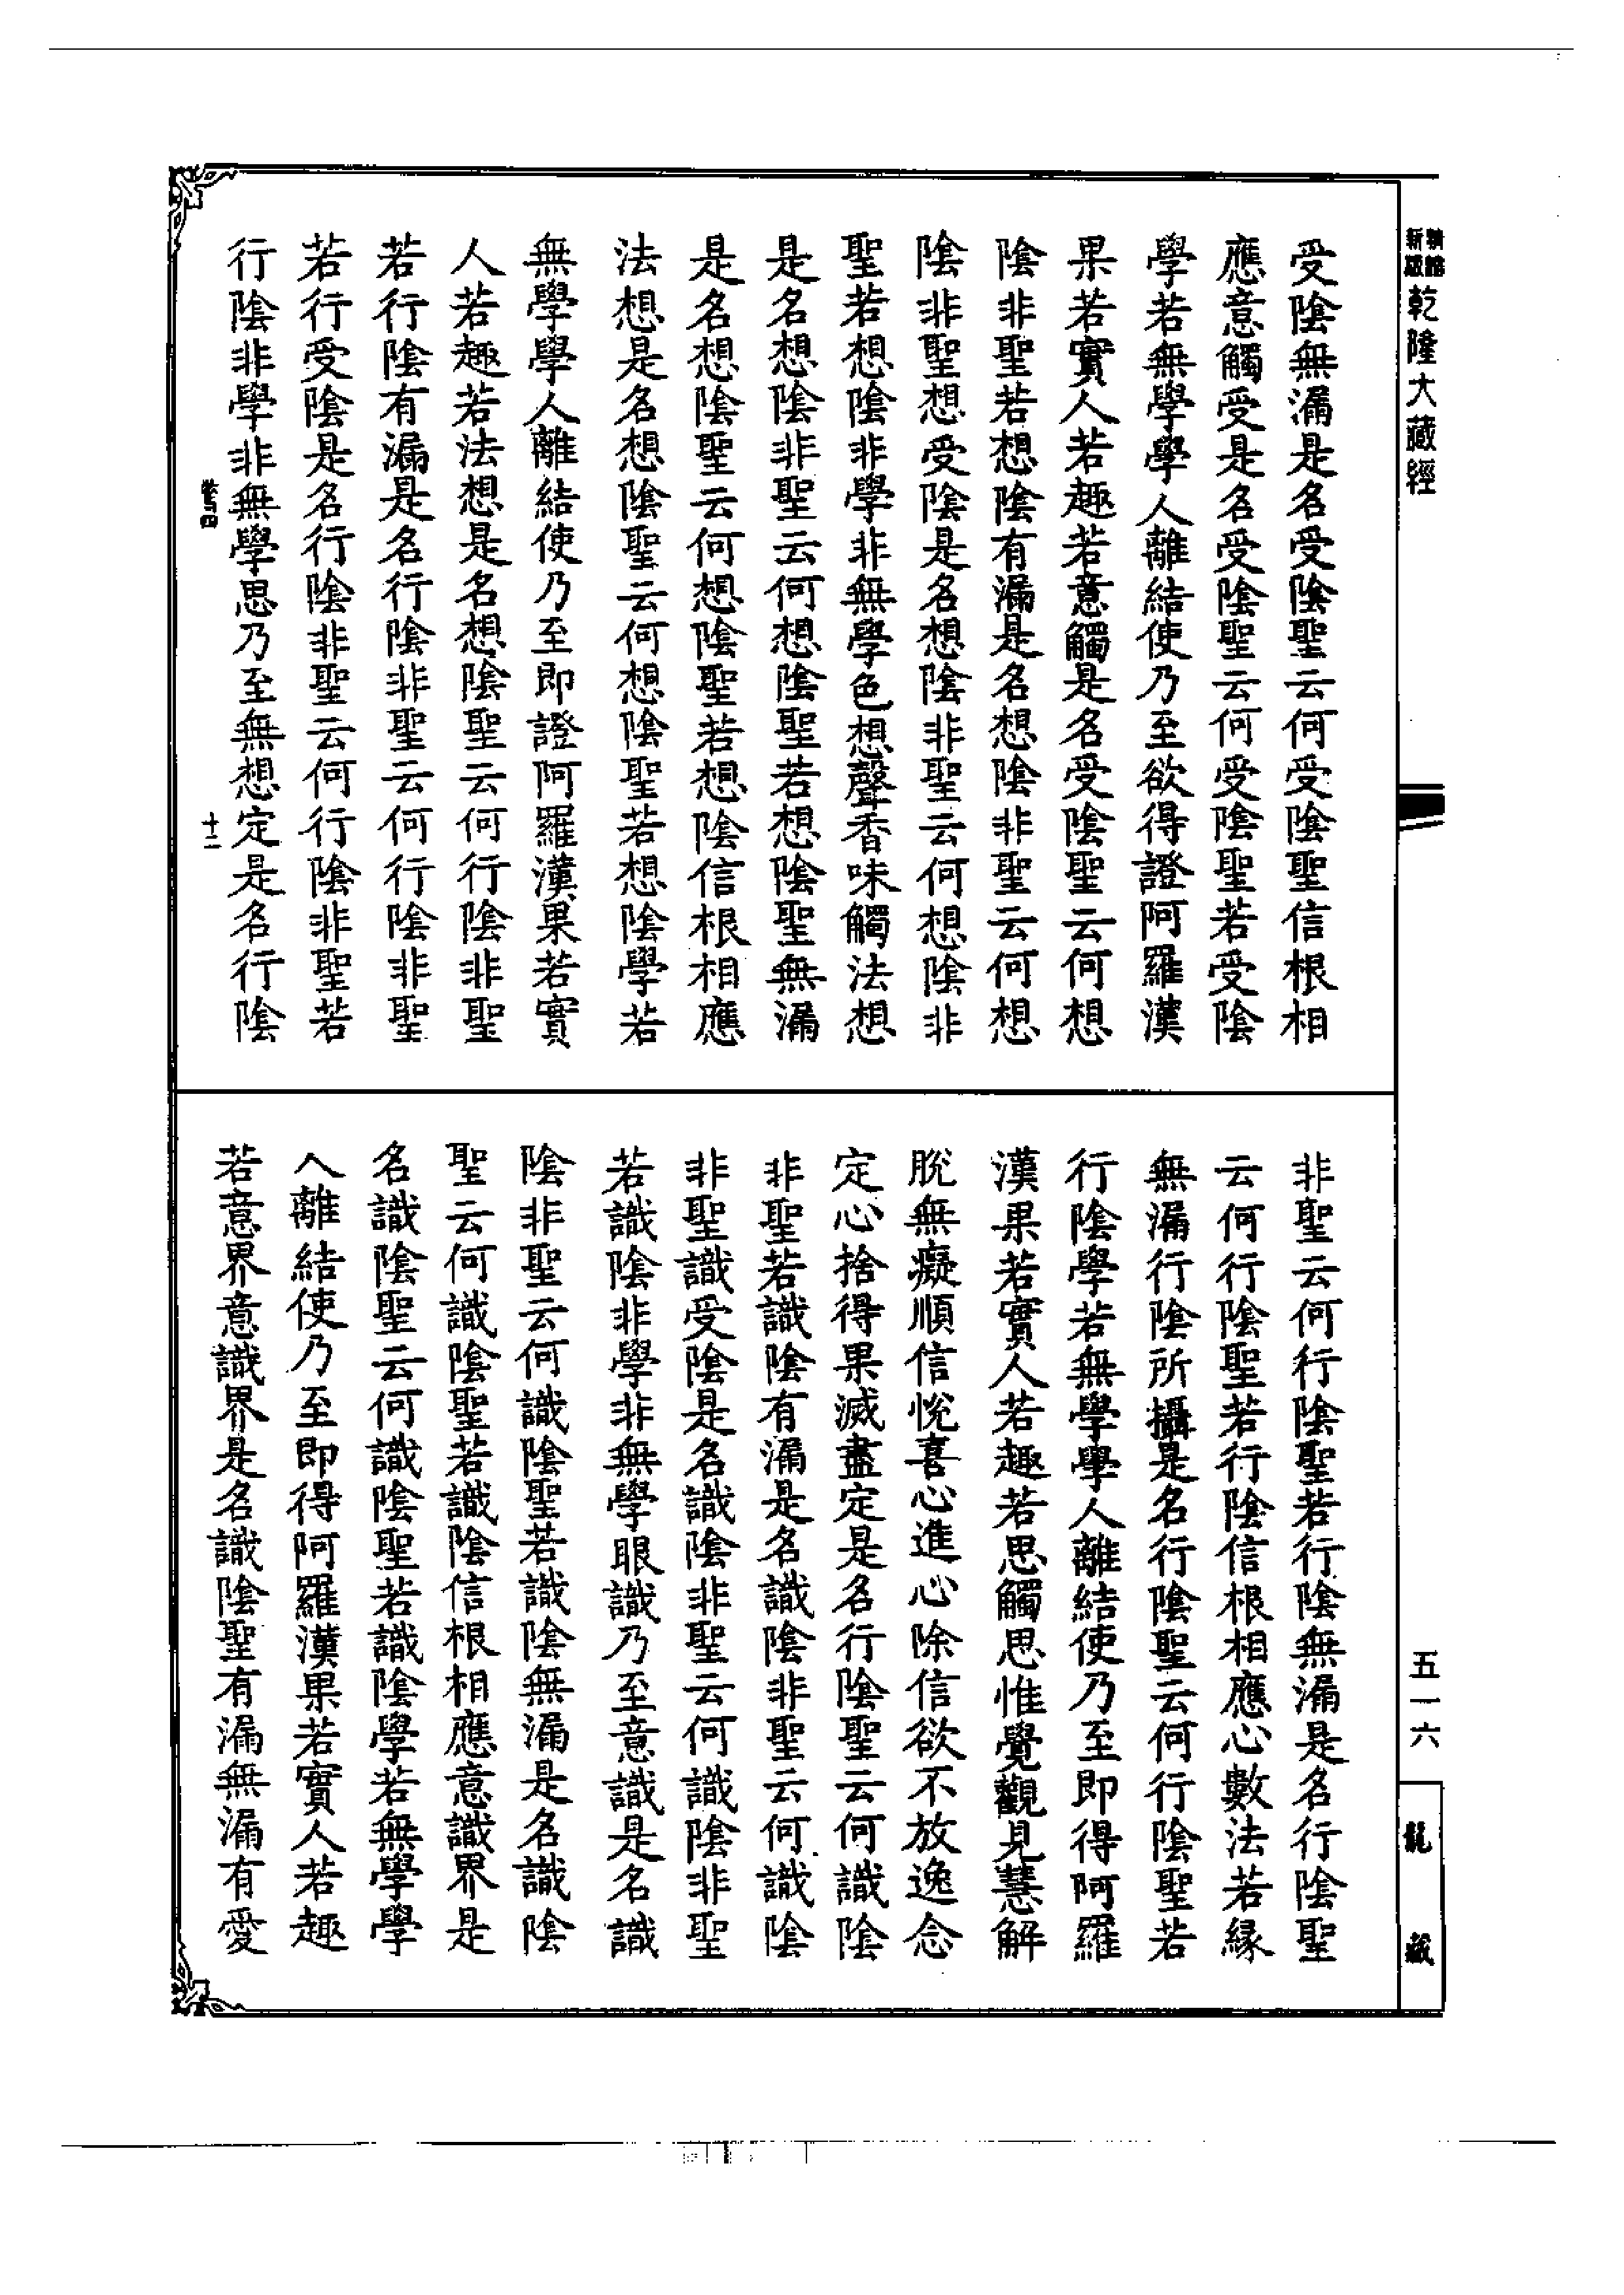 新版
乾隆大藏經
受陰無漏是名受陰聖云何受陰聖信根相
應意觸受是名受陰聖云何受陰聖若受陰
學若無學學人離結使乃至欲得證阿羅漢
果若實人若趣若意觸是名受陰聖云何想
陰非聖若想陰有漏是名想陰非聖云何想
陰非聖想受陰是名想陰非聖云何想陰非
聖若想陰非學非無學色想聲香味觸法想
是名想陰非聖云何想陰聖若想陰聖無漏
是名想陰聖云何想陰聖若想陰信根相應
法想是名想陰聖云何想陰聖若想陰學若
無學學人離結使乃至即證阿羅漢果若實
人若趣若法想是名想陰聖云何行陰非聖
若行陰有漏是名行陰非聖云何行陰非聖
若行受陰是名行陰非聖云何行陰非聖若
行陰非學非無學思乃至無想定是名行陰
十二
非聖云何行陰聖若行陰無漏是名行陰聖
云何行陰聖若行陰信根相應心數法若緣
無漏行陰所攝是名行陰聖云何行陰聖若
行陰學若無學學人離結使乃至即得阿羅
漢果若實人若趣若思觸思惟覺觀見慧解
脫無癡順信悅喜心進心除信欲不放逸念
定心捨得果滅盡定是名行陰聖云何識陰
非聖若識陰有漏是名識陰非聖云何識陰
非聖識受陰是名識陰非聖云何識陰非聖
若識陰非學非無學眼識乃至意識是名識
陰非聖云何識陰聖若識陰無漏是名識陰
聖云何識陰聖若識陰信根相應意識界是
名識陰聖云何識陰聖若識陰學若無學學
人離結使乃至即得阿羅漢果若實人若趣
若意界意識界是名識陰聖有漏無漏有愛
五一六
龍藏